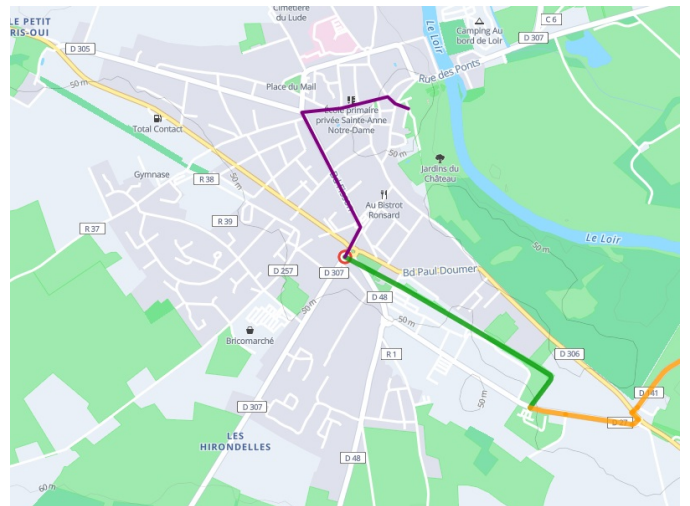 Cimetière
du Lude
LE PETIT
RIS-OUI
D 305
50 m
Le Loir
Camping Au
bord de Loir
C 6
D 307
Rue des Ponts
Place du Mail
École primaire
privée Sainte-Anne
Notre-Dame
Total Contact
Gymnase
R 38
50 m
Jardins du
Château
Au Bistrot
Ronsard
R 37
R 39
Le Loir
50 m
D 257
D 307
Bd Paul Doumer
D 48
50 m
50 m
D 306
Bricomarché
R 1
50 m
D 141
D 307
LES
HIRONDELLES
D 48
60 m